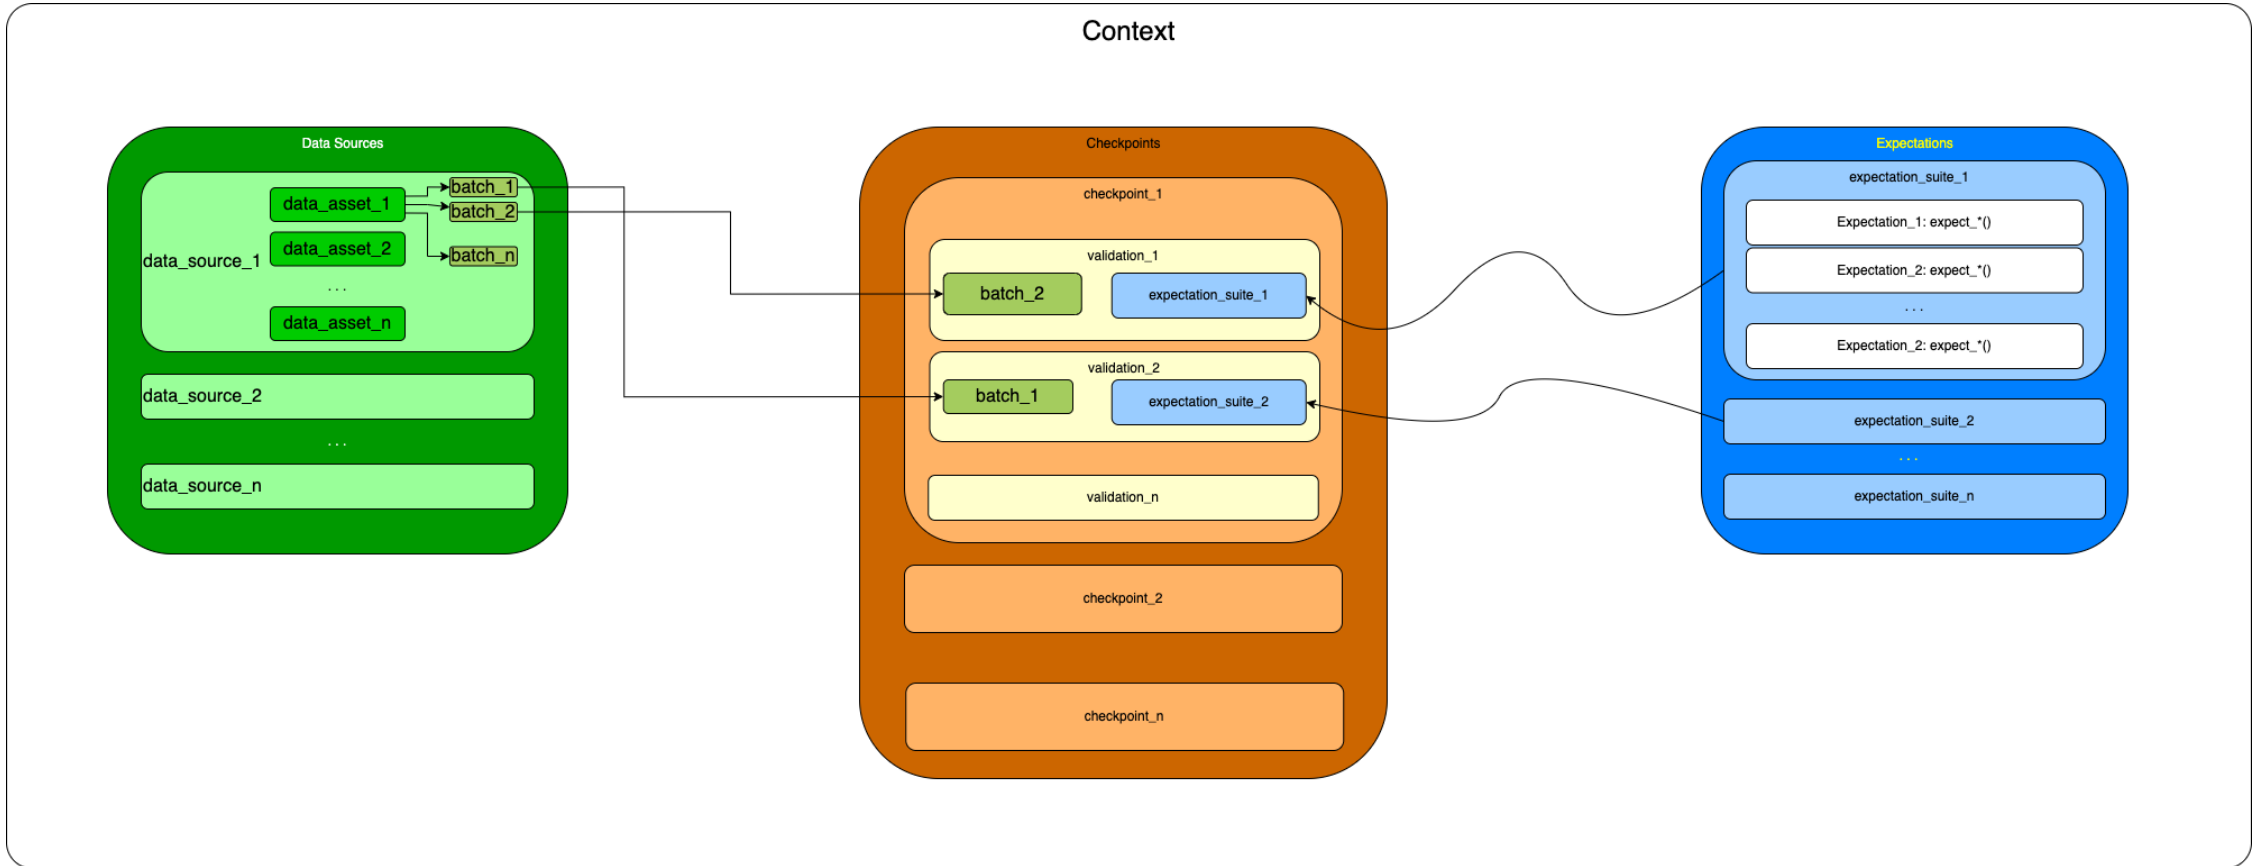 Context
Data Sources
data_source_1
data_asset_1
data_asset_2
. . .
data_asset_n
batch_1
batch_2
batch_n
data_source_2
. . .
data_source_n
Checkpoints
checkpoint_1
validation_1
batch_2
expectation_suite_1
validation_2
batch_1
expectation_suite_2
validation_n
checkpoint_2
checkpoint_n
Expectations
expectation_suite_1
Expectation_1: expect_*()
Expectation_2: expect_*()
. . .
Expectation_2: expect_*()
expectation_suite_2
. . .
expectation_suite_n